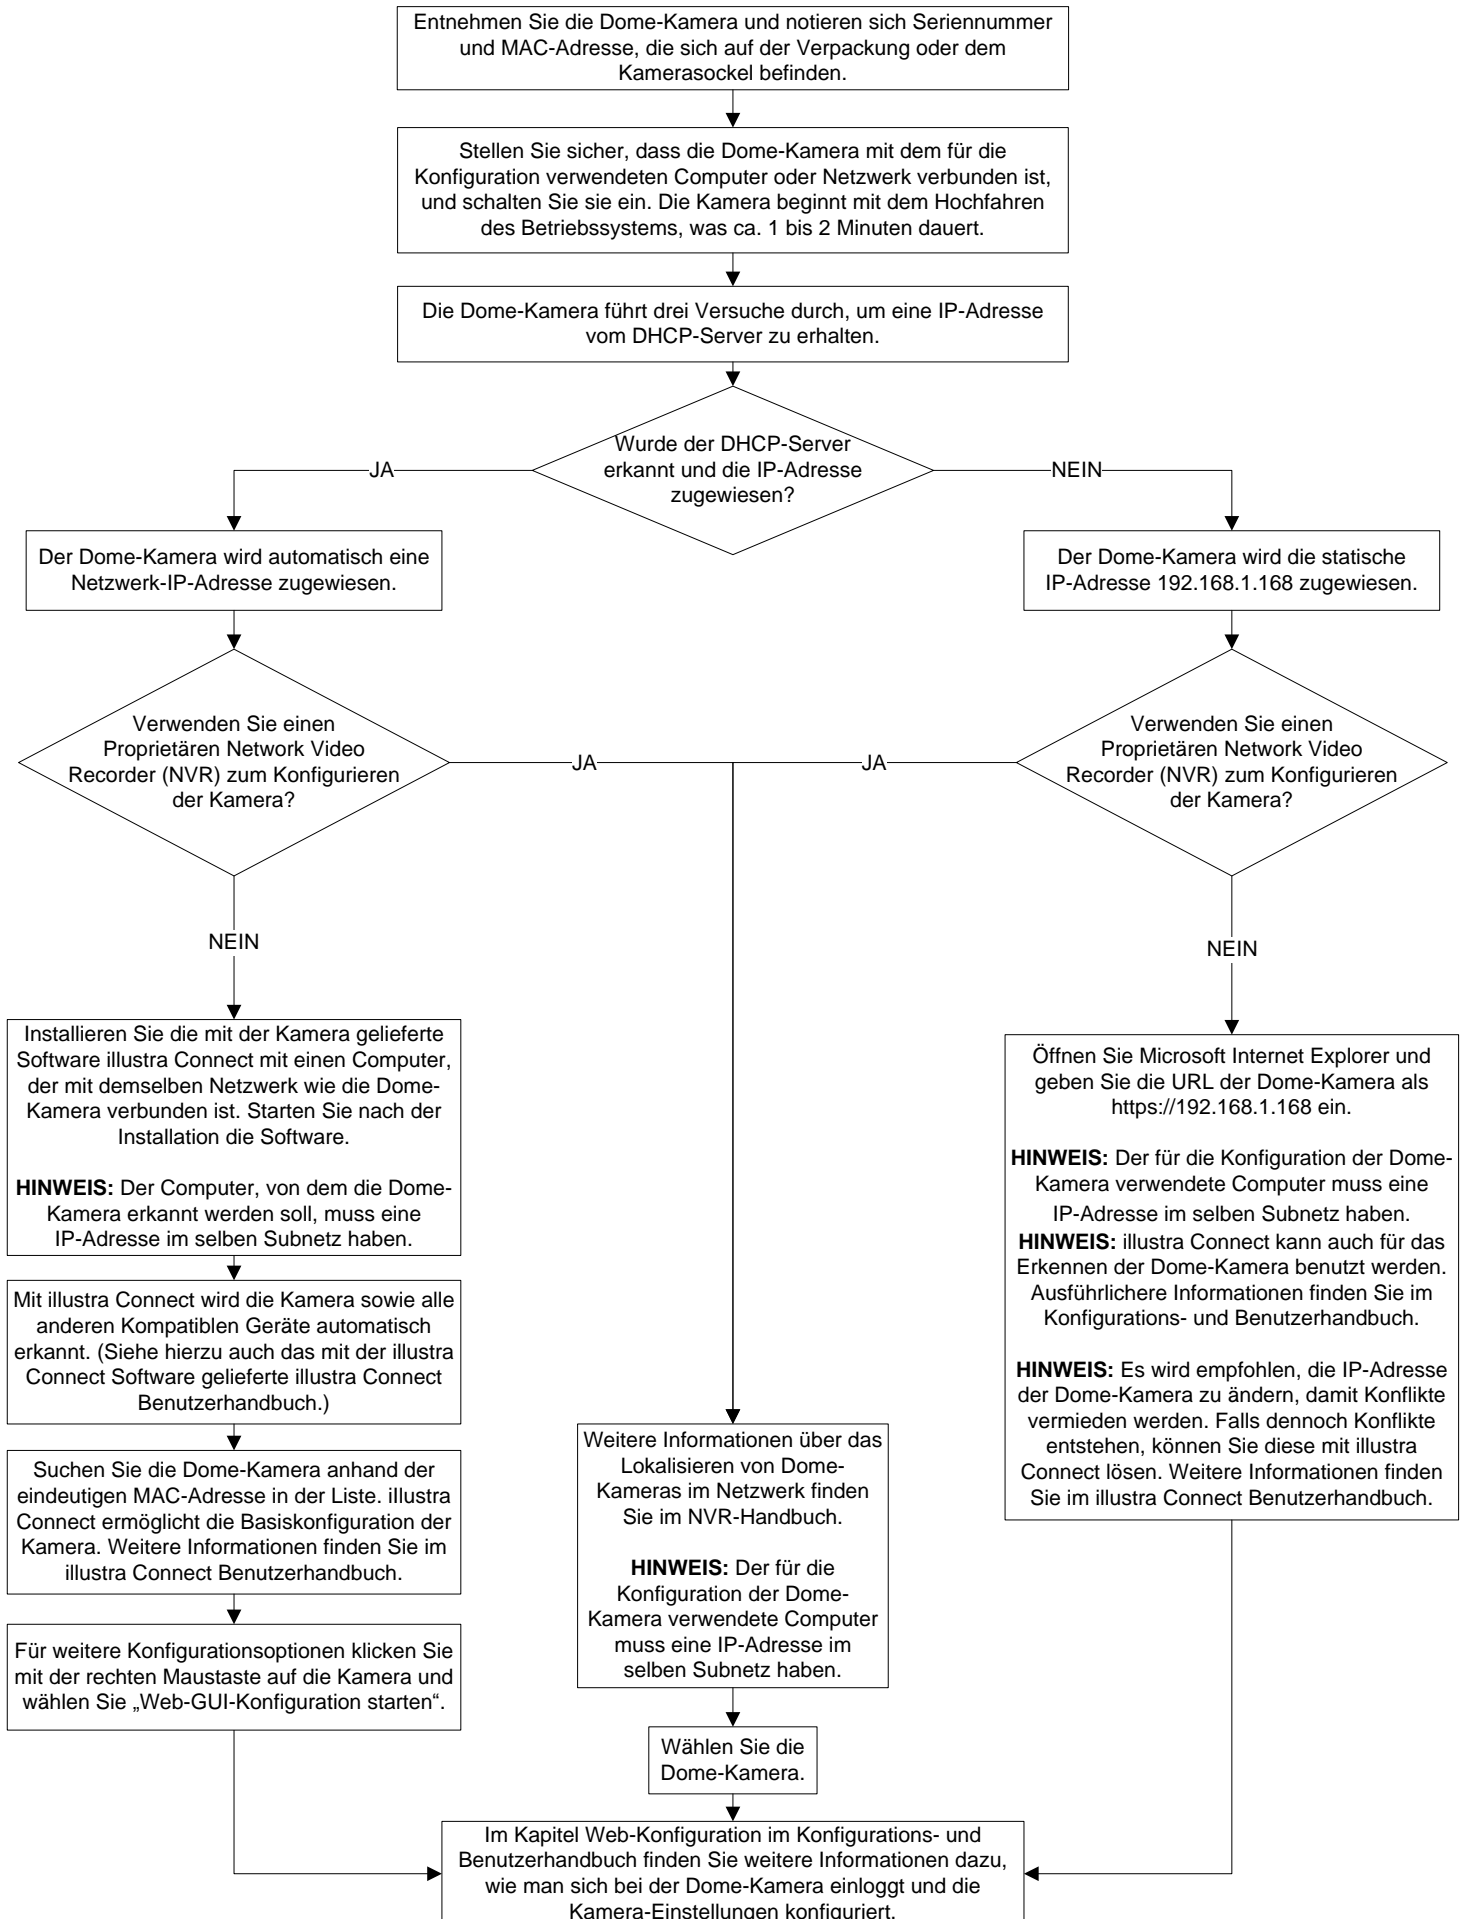 Entnehmen Sie die Dome-Kamera und notieren sich Seriennummer
und MAC-Adresse, die sich auf der Verpackung oder dem
Kamerasockel befinden.
Stellen Sie sicher, dass die Dome-Kamera mit dem für die
Konfiguration verwendeten Computer oder Netzwerk verbunden ist,
und schalten Sie sie ein. Die Kamera beginnt mit dem Hochfahren
des Betriebssystems, was ca. 1 bis 2 Minuten dauert.
Die Dome-Kamera führt drei Versuche durch, um eine IP-Adresse
vom DHCP-Server zu erhalten.
Wurde der DHCP-Server
erkannt und die IP-Adresse
zugewiesen?
JA
NEIN
Der Dome-Kamera wird automatisch eine
Netzwerk-IP-Adresse zugewiesen.
Der Dome-Kamera wird die statische
IP-Adresse 192.168.1.168 zugewiesen.
Verwenden Sie einen
Proprietären Network Video
Recorder (NVR) zum Konfigurieren
der Kamera?
JA
JA
Verwenden Sie einen
Proprietären Network Video
Recorder (NVR) zum Konfigurieren
der Kamera?
NEIN
NEIN
Installieren Sie die mit der Kamera gelieferte
Software illustra Connect mit einen Computer,
der mit demselben Netzwerk wie die Dome-
Kamera verbunden ist. Starten Sie nach der
Installation die Software.
HINWEIS: Der Computer, von dem die Dome-
Kamera erkannt werden soll, muss eine
IP-Adresse im selben Subnetz haben.
Mit illustra Connect wird die Kamera sowie alle
anderen Kompatiblen Geräte automatisch
erkannt. (Siehe hierzu auch das mit der illustra
Connect Software gelieferte illustra Connect
Benutzerhandbuch.)
Suchen Sie die Dome-Kamera anhand der
eindeutigen MAC-Adresse in der Liste. illustra
Connect ermöglicht die Basiskonfiguration der
Kamera. Weitere Informationen finden Sie im
illustra Connect Benutzerhandbuch.
Für weitere Konfigurationsoptionen klicken Sie
mit der rechten Maustaste auf die Kamera und
wählen Sie „Web-GUI-Konfiguration starten“.
Weitere Informationen über das
Lokalisieren von Dome-
Kameras im Netzwerk finden
Sie im NVR-Handbuch.
HINWEIS: Der für die
Konfiguration der Dome-
Kamera verwendete Computer
muss eine IP-Adresse im
selben Subnetz haben.
Wählen Sie die
Dome-Kamera.
Öffnen Sie Microsoft Internet Explorer und
geben Sie die URL der Dome-Kamera als
https://192.168.1.168 ein.
HINWEIS: Der für die Konfiguration der Dome-
Kamera verwendete Computer muss eine
IP-Adresse im selben Subnetz haben.
HINWEIS: illustra Connect kann auch für das
Erkennen der Dome-Kamera benutzt werden.
Ausführlichere Informationen finden Sie im
Konfigurations- und Benutzerhandbuch.
HINWEIS: Es wird empfohlen, die IP-Adresse
der Dome-Kamera zu ändern, damit Konflikte
vermieden werden. Falls dennoch Konflikte
entstehen, können Sie diese mit illustra
Connect lösen. Weitere Informationen finden
Sie im illustra Connect Benutzerhandbuch.
Im Kapitel Web-Konfiguration im Konfigurations- und
Benutzerhandbuch finden Sie weitere Informationen dazu,
wie man sich bei der Dome-Kamera einloggt und die
Kamera-Einstellungen konfiguriert.